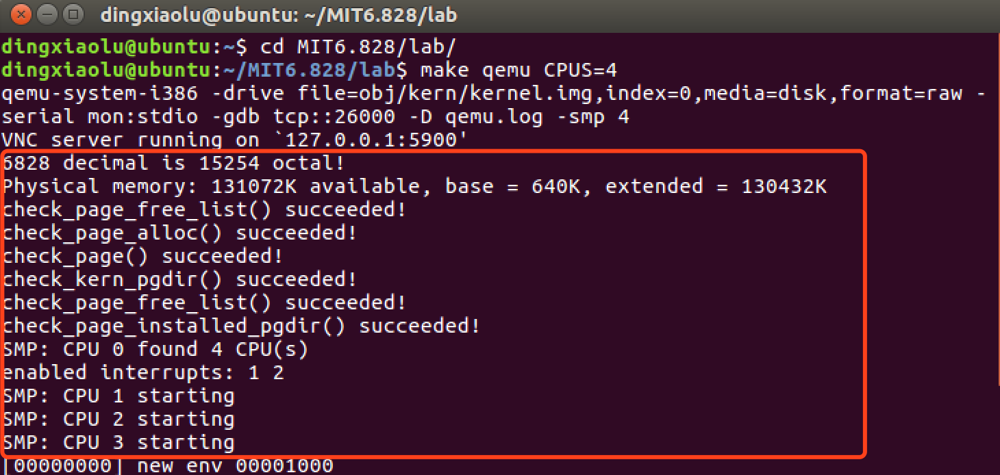 dingxiaolu@ubuntu: ~/MIT6.828/lab
dingxiaolu@ubuntu:~$ cd MIT6.828/lab/
dingxiaolu@ubuntu:~/MIT6.828/lab$ make qemu CPUS=4
qemu-system-i386 -drive file=obj/kern/kernel.img,index=0,media=disk,format=raw -
serial mon:stdio -gdb tcp::26000 -D qemu.log -smp 4
VNC server running on `127.0.0.1:5900'
6828 decimal is 15254 octal!
Physical memory: 131072K available, base = 640K, extended = 130432K
check_page_free_list() succeeded!
check_page_alloc() succeeded!
check_page() succeeded!
check_kern_pgdir() succeeded!
check_page_free_list() succeeded!
check_page_installed_pgdir() succeeded!
SMP: CPU 0 found 4 CPU(s)
enabled interrupts: 1 2
SMP: CPU 1 starting
SMP: CPU 2 starting
SMP: CPU 3 starting
[00000000] new env 00001000